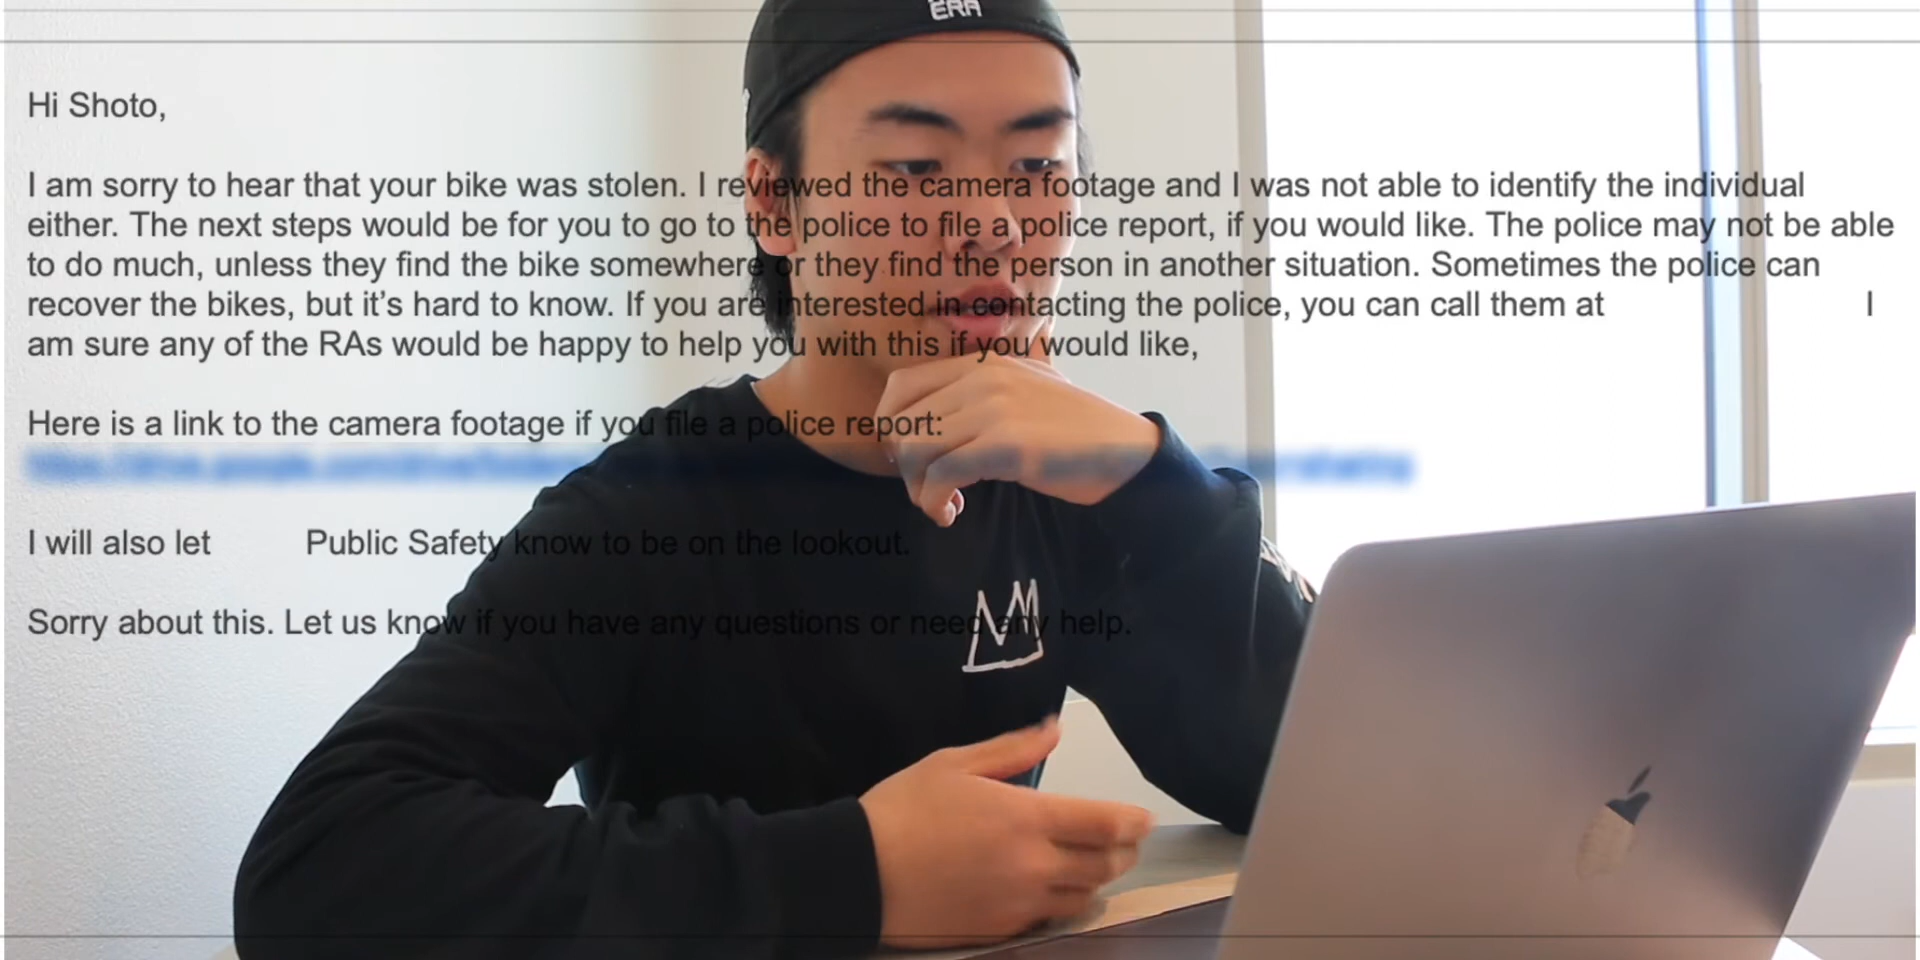 ERA
Hi Shoto,
I am sorry to hear that your bike was stolen. I reviewed the camera footage and I was not able to identify the individual
either. The next steps would be for you to go to the police to file a police report, if you would like. The police may not be able
to do much, unless they find the bike somewhere or they find the person in another situation. Sometimes the police can
recover the bikes, but it’s hard to know. If you are interested in contacting the police, you can call them at I
am sure any of the RAs would be happy to help you with this if you would like,
Here is a link to the camera footage if you file a police report:
I will also let Public Safety know to be on the lookout.
Sorry about this. Let us know if you have any questions or need any help.